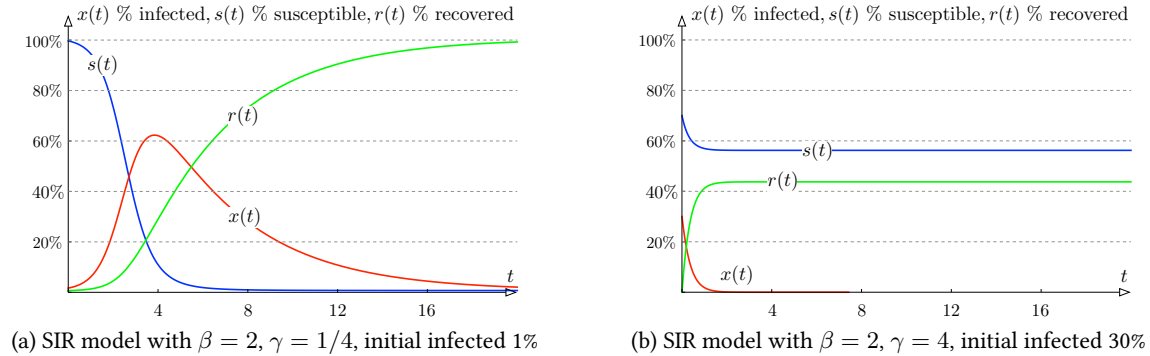 x(t) % infected, s(t) % susceptible, r(t) % recovered
100%
80%
60%
40%
20%
s(t)
r(t)
x(t)
t
4
8
12
16
(a) SIR model with β = 2, γ = 1/4, initial infected 1%
x(t) % infected, s(t) % susceptible, r(t) % recovered
100%
80%
60%
40%
20%
s(t)
r(t)
x(t)
t
4
8
12
16
(b) SIR model with β = 2, γ = 4, initial infected 30%